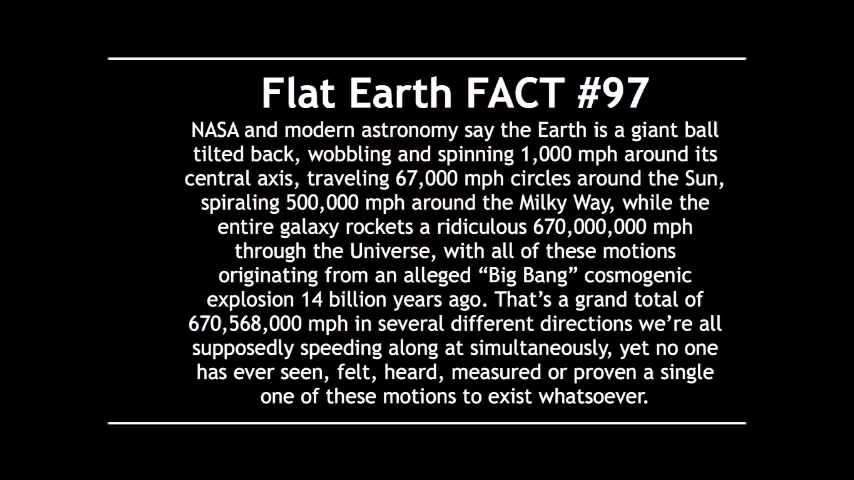 Flat Earth FACT #97
NASA and modern astronomy say the Earth is a giant ball
tilted back, wobbling and spinning 1,000 mph around its
central axis, traveling 67,000 mph circles around the Sun,
spiraling 500,000 mph around the Milky Way, while the
entire galaxy rockets a ridiculous 670,000,000 mph
through the Universe, with all of these motions
originating from an alleged “Big Bang” cosmogenic
explosion 14 billion years ago. That’s a grand total of
670,568,000 mph in several different directions we’re all
supposedly speeding along at simultaneously, yet no one
has ever seen, felt, heard, measured or proven a single
one of these motions to exist whatsoever.